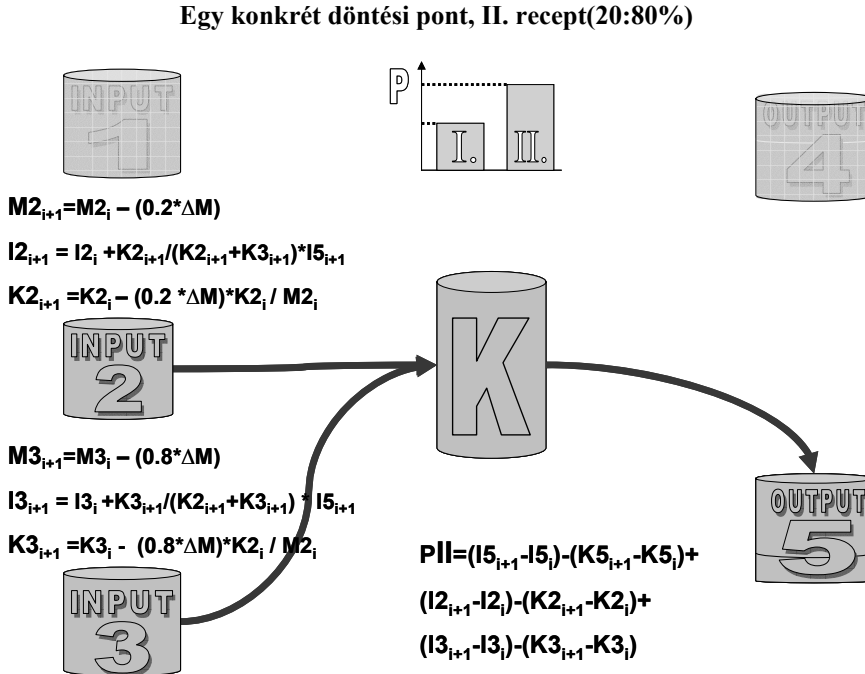 Egy konkrét döntési pont, II. recept(20:80%)
INPUT
1
P
I.
II.
OUTPUT
4
M2i+1=M2i – (0.2*ΔM)
I2i+1 = I2i +K2i+1/(K2i+1+K3i+1)*I5i+1
K2i+1 =K2i – (0.2 *ΔM)*K2i / M2i
INPUT
2
K
M3i+1=M3i – (0.8*ΔM)
I3i+1 = I3i +K3i+1/(K2i+1+K3i+1) * I5i+1
K3i+1 =K3i - (0.8*ΔM)*K2i / M2i
INPUT
3
OUTPUT
5
PII=(I5i+1-I5i)-(K5i+1-K5i)+
(I2i+1-I2i)-(K2i+1-K2i)+
(I3i+1-I3i)-(K3i+1-K3i)